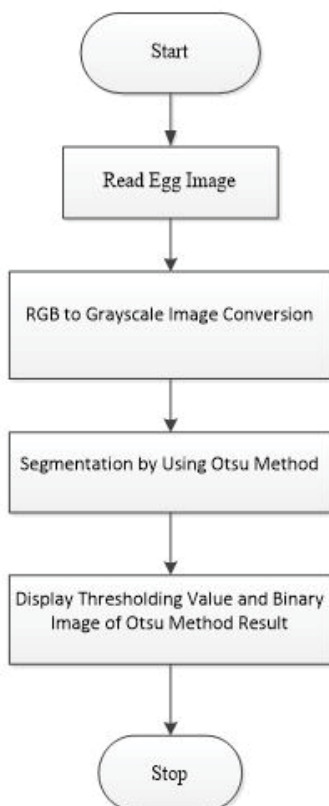 Start
Read Egg Image
RGB to Grayscale Image Conversion
Segmentation by Using Otsu Method
Display Thresholding Value and Binary
Image of Otsu Method Result
Stop